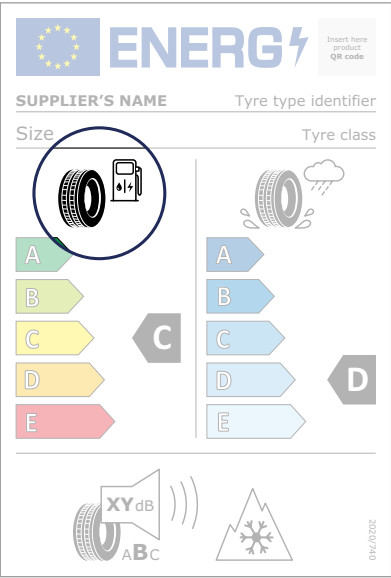 ENERG
Insert here
product
QR code
SUPPLIER'S NAME Tyre type identifier
Size Tyre class
A A
B B
C C C
D D D
E E
XY dB
ABC
2020/740